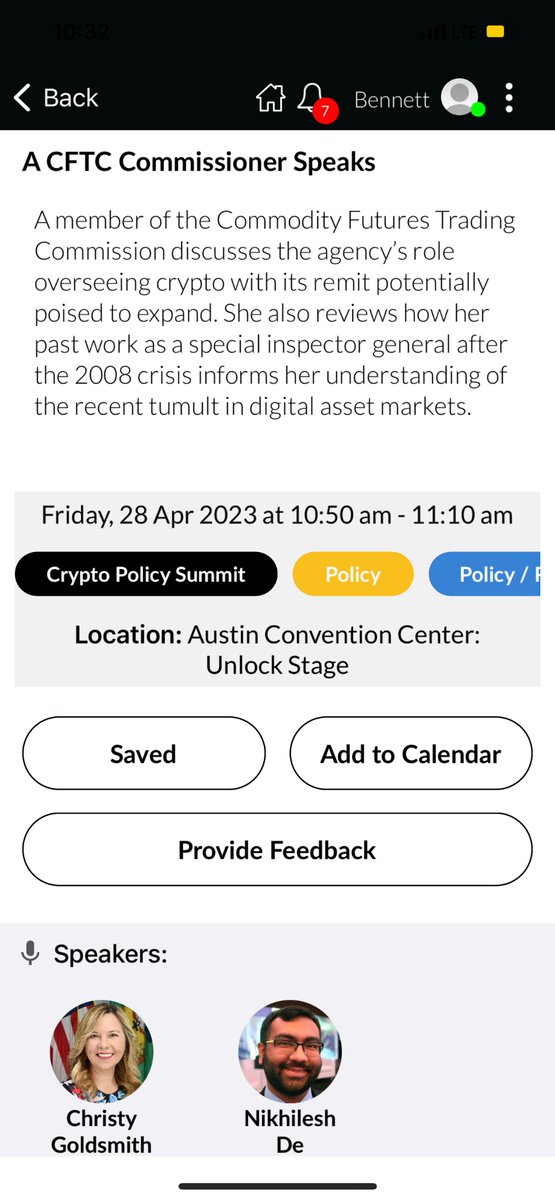 10:32
LTE
Back
7
Bennett
A CFTC Commissioner Speaks
A member of the Commodity Futures Trading
Commission discusses the agency’s role
overseeing crypto with its remit potentially
poised to expand. She also reviews how her
past work as a special inspector general after
the 2008 crisis informs her understanding of
the recent tumult in digital asset markets.
Friday, 28 Apr 2023 at 10:50 am - 11:10 am
Crypto Policy Summit
Policy
Policy /
Location: Austin Convention Center:
Unlock Stage
Saved
Add to Calendar
Provide Feedback
Speakers:
Christy
Goldsmith
Nikhilesh
De